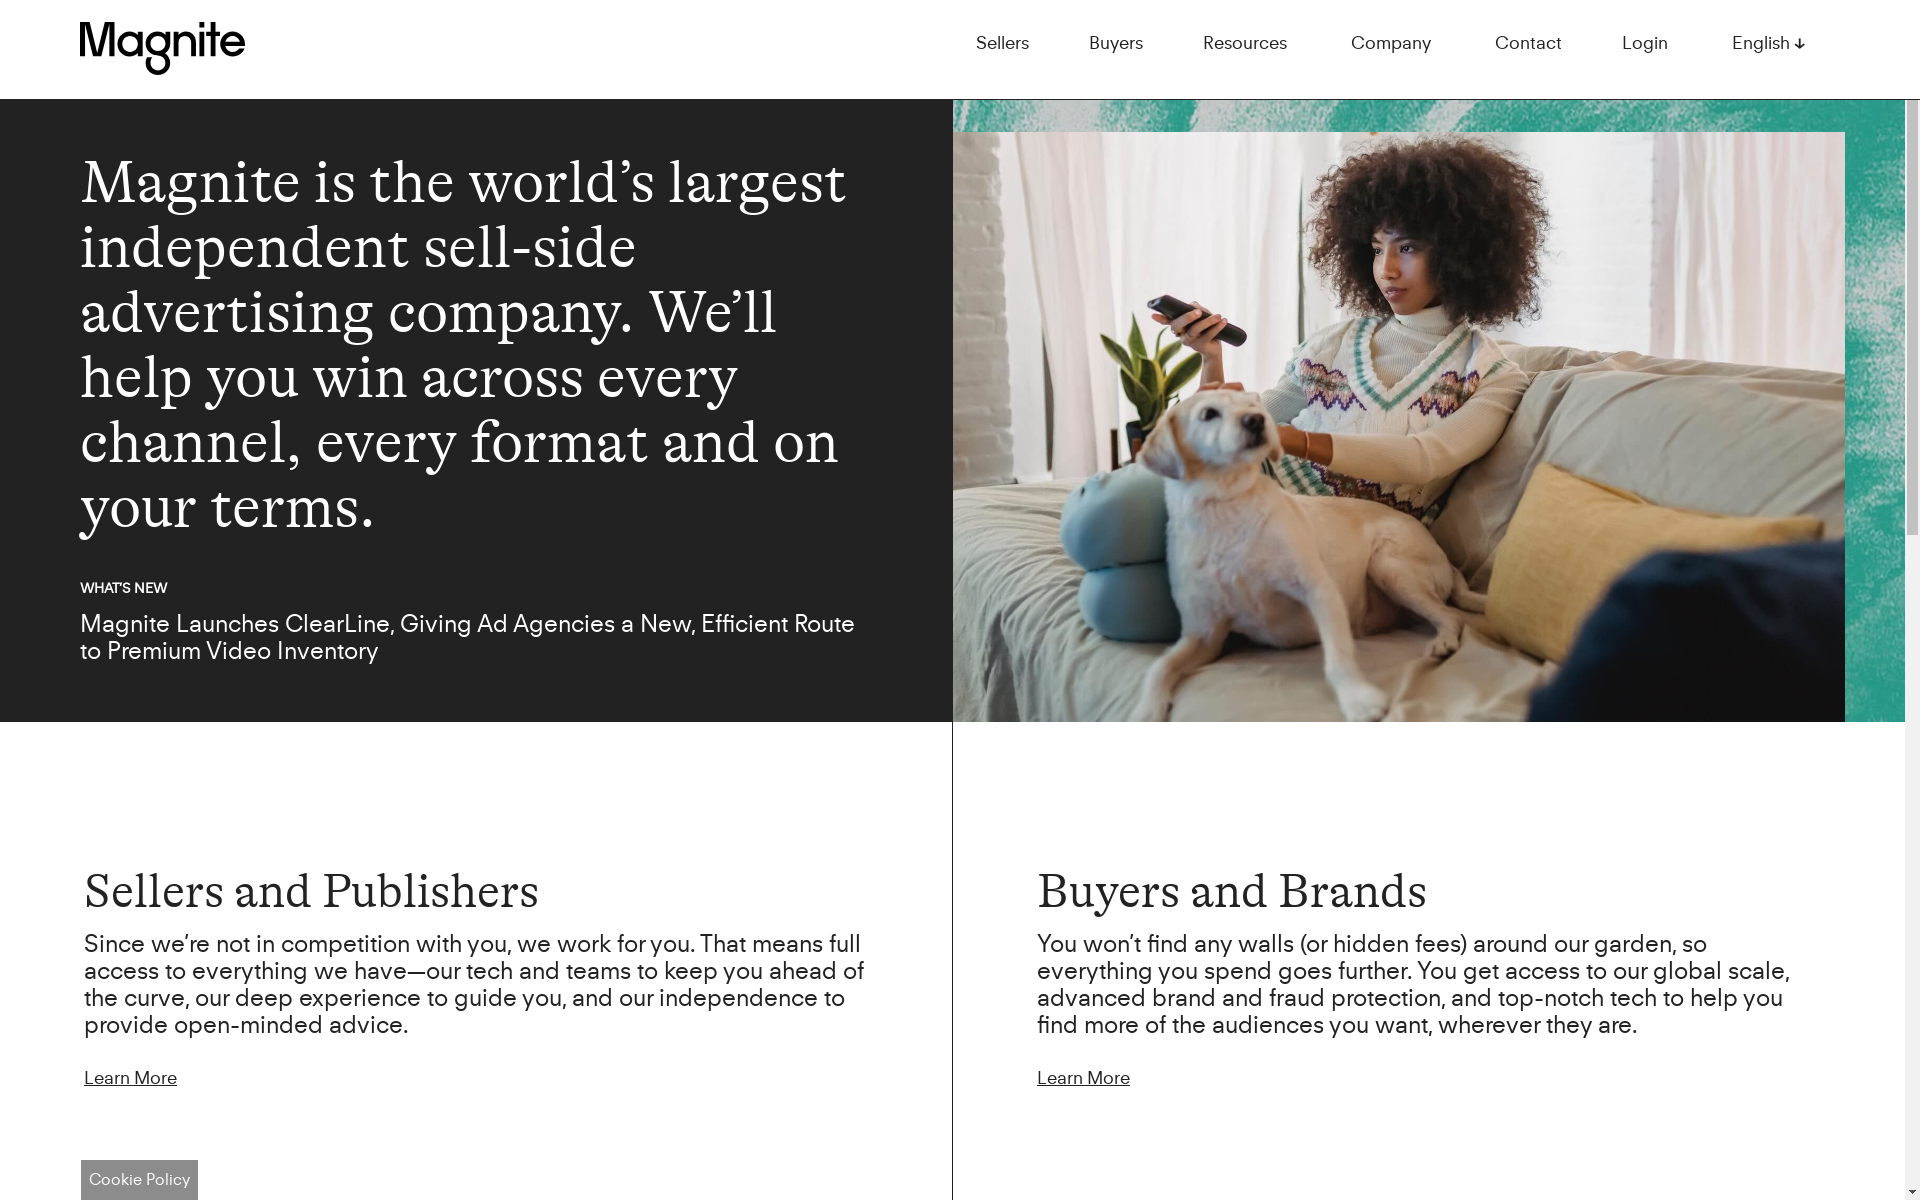 Magnite
Sellers
Buyers
Resources
Company
Contact
Login
English
Magnite is the world’s largest
independent sell-side
advertising company. We’ll
help you win across every
channel, every format and on
your terms.
WHAT'S NEW
Magnite Launches ClearLine, Giving Ad Agencies a New, Efficient Route
to Premium Video Inventory
Sellers and Publishers
Since we’re not in competition with you, we work for you. That means full
access to everything we have—our tech and teams to keep you ahead of
the curve, our deep experience to guide you, and our independence to
provide open-minded advice.
Learn More
Buyers and Brands
You won’t find any walls (or hidden fees) around our garden, so
everything you spend goes further. You get access to our global scale,
advanced brand and fraud protection, and top-notch tech to help you
find more of the audiences you want, wherever they are.
Learn More
Cookie Policy